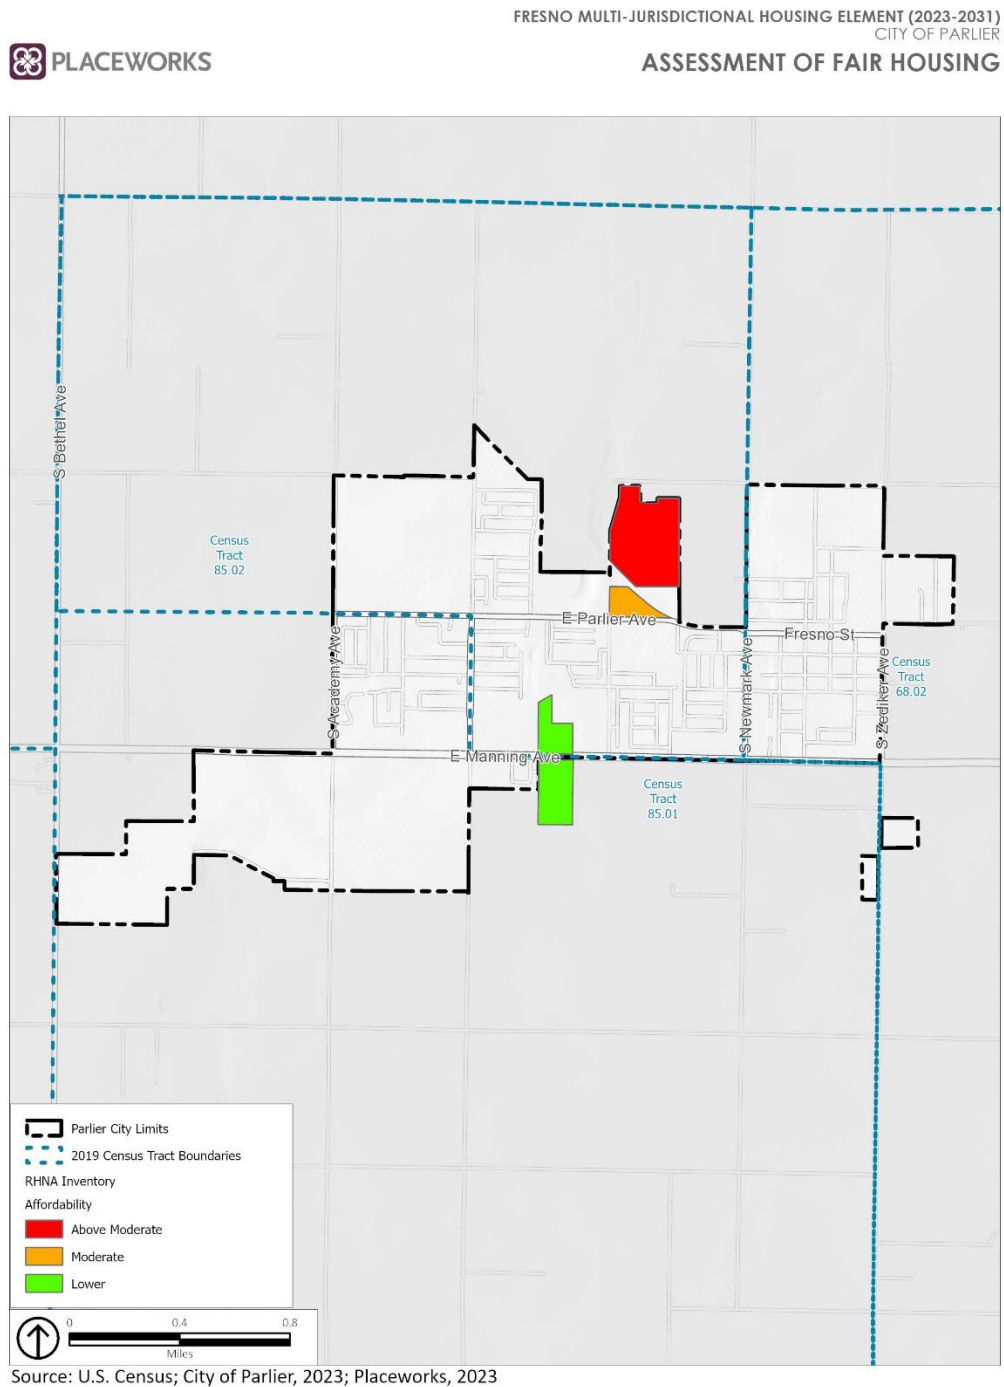 FRESNO MULTI-JURISDICTIONAL HOUSING ELEMENT (2023-2031)
CITY OF PARLIER
PLACEWORKS
ASSESSMENT OF FAIR HOUSING
S Bethel Ave
Census
Tract
85.02
E Parlier Ave
Fresno St
S Academy Ave
S Newmark Ave
S Zediker Ave
Census
Tract
68.02
E Manning Ave
Census
Tract
85.01
Parlier City Limits
2019 Census Tract Boundaries
RHNA Inventory
Affordability
Above Moderate
Moderate
Lower
0 0.4 0.8
Miles
Source: U.S. Census; City of Parlier, 2023; Placeworks, 2023